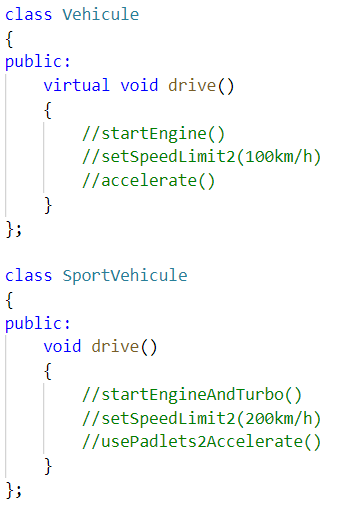 class Vehicule
{
public:
    virtual void drive()
    {
        //startEngine()
        //setSpeedLimit2(100km/h)
        //accelerate()
    }
};

class SportVehicule
{
public:
    void drive()
    {
        //startEngineAndTurbo()
        //setSpeedLimit2(200km/h)
        //usePadlets2Accelerate()
    }
};